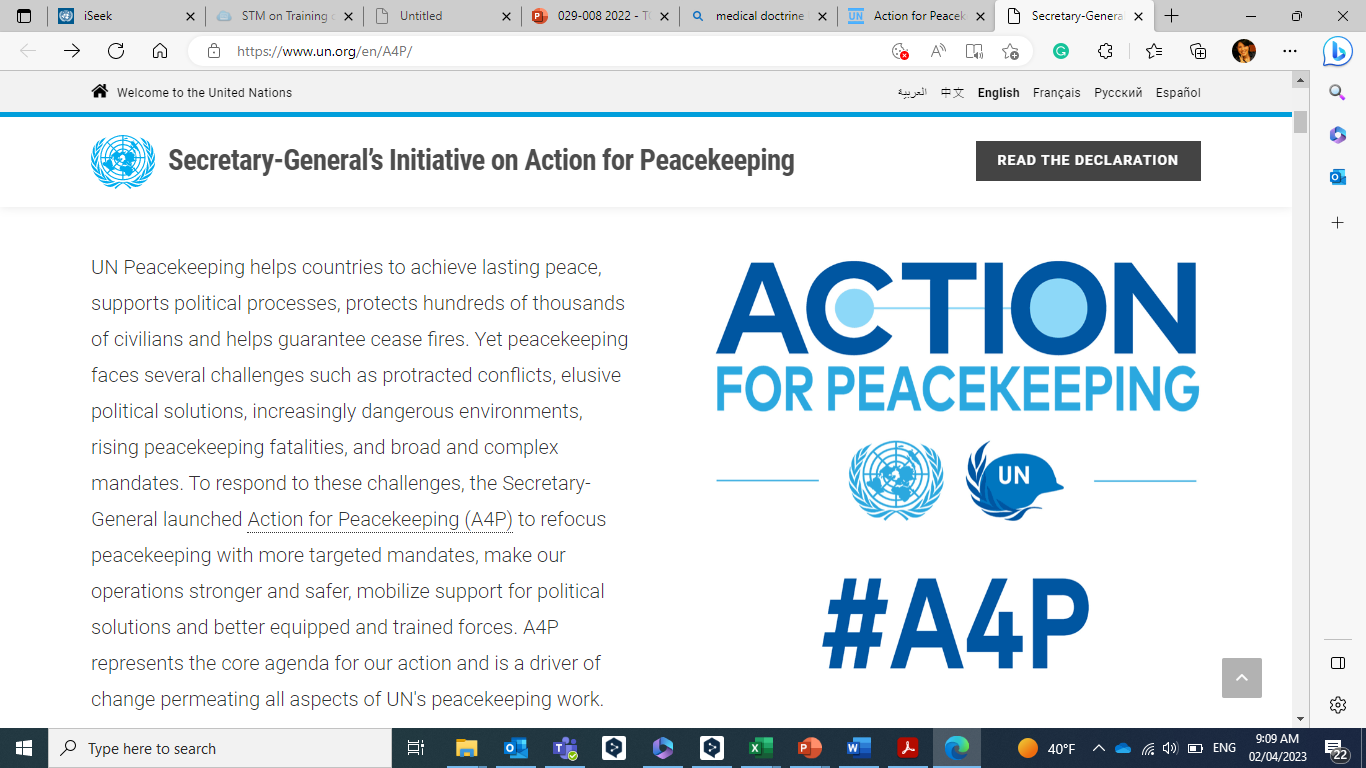 iSeek
STM on Training
Untitled
029-008 2022 - T
medical doctrine
UN
Action for Peacek
Secretary-General
https://www.un.org/en/A4P/
Welcome to the United Nations
العربية
中文
English
Français
Русский
Español
Secretary-General’s Initiative on Action for Peacekeeping
READ THE DECLARATION
UN Peacekeeping helps countries to achieve lasting peace,
supports political processes, protects hundreds of thousands
of civilians and helps guarantee cease fires. Yet peacekeeping
faces several challenges such as protracted conflicts, elusive
political solutions, increasingly dangerous environments,
rising peacekeeping fatalities, and broad and complex
mandates. To respond to these challenges, the Secretary-
General launched Action for Peacekeeping (A4P) to refocus
peacekeeping with more targeted mandates, make our
operations stronger and safer, mobilize support for political
solutions and better equipped and trained forces. A4P
represents the core agenda for our action and is a driver of
change permeating all aspects of UN's peacekeeping work.
ACTION
FOR PEACEKEEPING
UN
#A4P
Type here to search
40°F
ENG
9:09 AM
02/04/2023
22